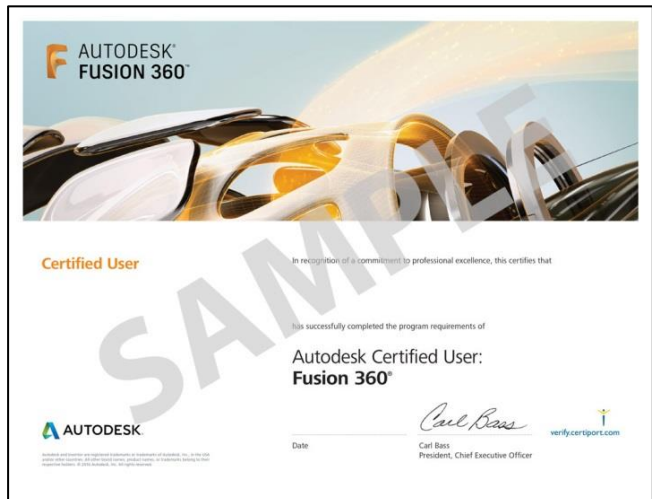 AUTODESK®
FUSION 360™
SAMPLE
Certified User
In recognition of a commitment to professional excellence, this certifies that
has successfully completed the program requirements of
Autodesk Certified User:
Fusion 360®
Carl Bass
AUTODESK.
verify.certiport.com
Date
Carl Bass
President, Chief Executive Officer